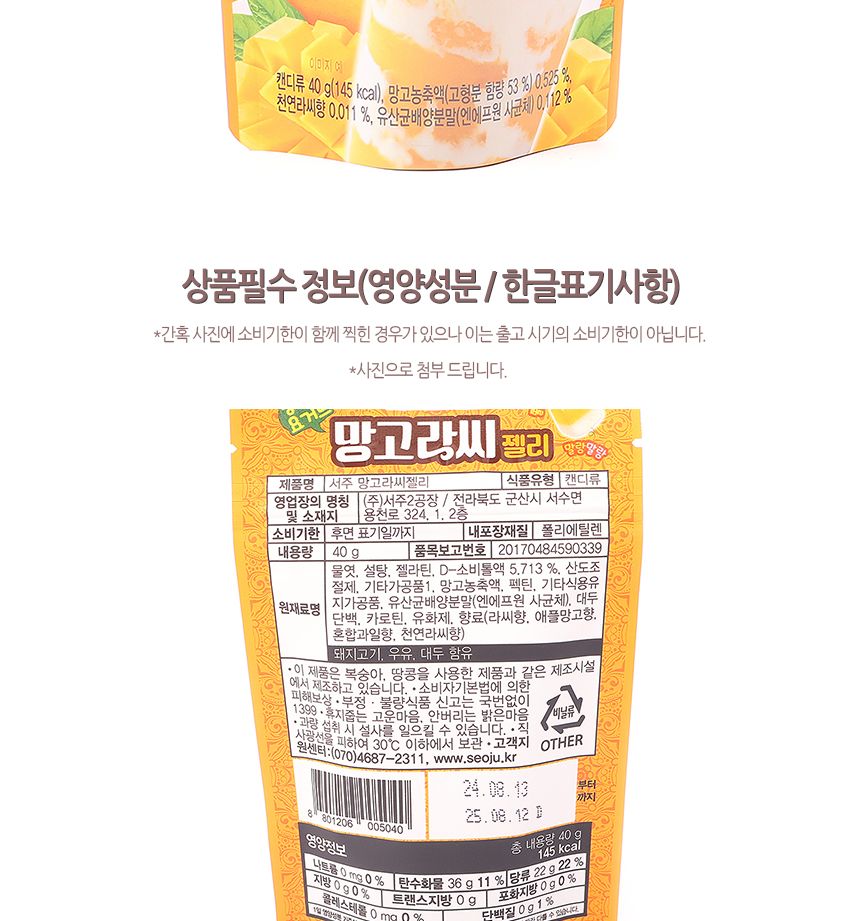 이미지 예
캔디류 40 g(145 kcal), 망고농축액(고형분 함량 53 %) 0.525 %,
천연라씨향 0.011 %, 유산균배양분말(엔에프원 사균체) 0.112 %
상품필수 정보(영양성분 / 한글표기사항)
*간혹 사진에 소비기한이 함께 찍힌 경우가 있으나 이는 출고 시기의 소비기한이 아닙니다.
*사진으로 첨부 드립니다.
망고라씨 젤리
말랑말랑
제품명 서주 망고라씨젤리 식품유형 캔디류
영업장의 명칭 및 소재지 (주)서주2공장 / 전라북도 군산시 서수면
용천로 324, 1, 2층
소비기한 후면 표기일까지 내포장재질 폴리에틸렌
내용량 40 g 품목보고번호 20170484590339
원재료명
물엿, 설탕, 젤라틴, D-소비톨액 5.713 %, 산도조
절제, 기타가공품1, 망고농축액, 펙틴, 기타식용유
지가공품, 유산균배양분말(엔에프원 사균체), 대두
단백, 카로틴, 유화제, 향료(라씨향, 애플망고향,
혼합과일향, 천연라씨향)
돼지고기, 우유, 대두 함유
• 이 제품은 복숭아, 땅콩을 사용한 제품과 같은 제조시설
에서 제조하고 있습니다. • 소비자기본법에 의한
피해보상 • 부정 · 불량식품 신고는 국번없이
1399 • 휴지줍는 고운마음, 안버리는 밝은마음
• 과량 섭취 시 설사를 일으킬 수 있습니다. • 직
사광선을 피하여 30℃ 이하에서 보관 • 고객지
원센터:(070)4687-2311, www.seoju.kr
비닐류
OTHER
24.08.13 부터
25.08.12 D 까지
8 801206 005040
영양정보 총 내용량 40 g
145 kcal
나트륨 0 mg 0 % 탄수화물 36 g 11 % 당류 22 g 22 %
지방 0 g 0 % 트랜스지방 0 g 포화지방 0 g 0 %
콜레스테롤 0 mg 0 % 단백질 0 g 1 %